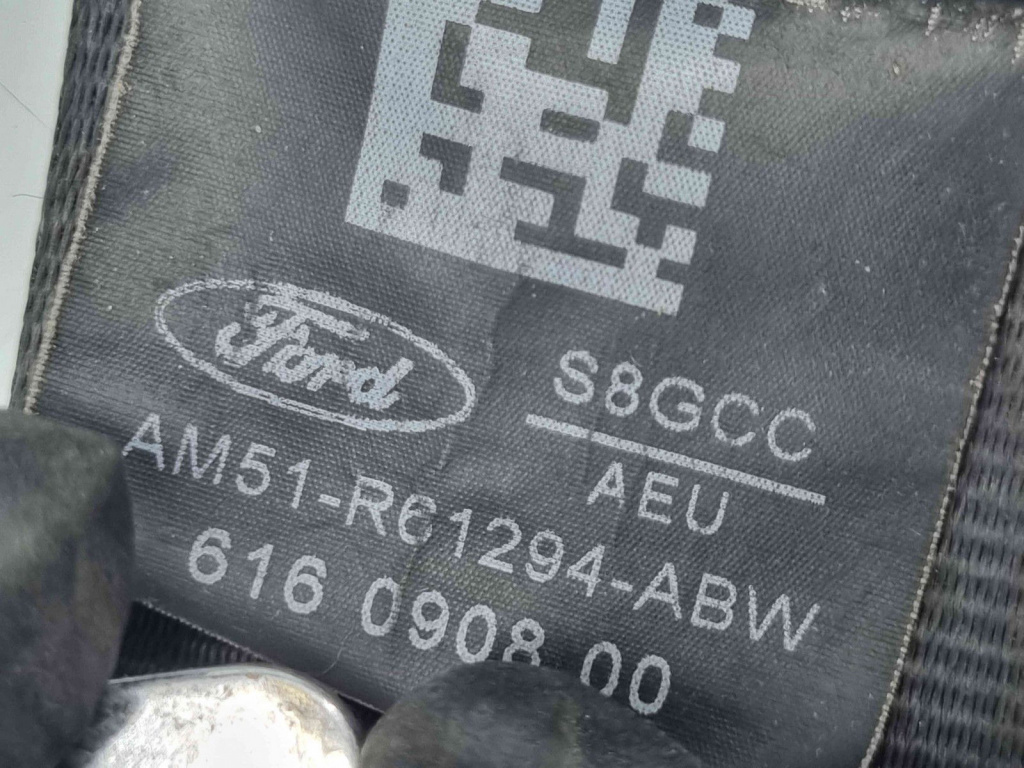 Ford
S8GCC
AEU
AM51-R61294-ABW
616 0908 00